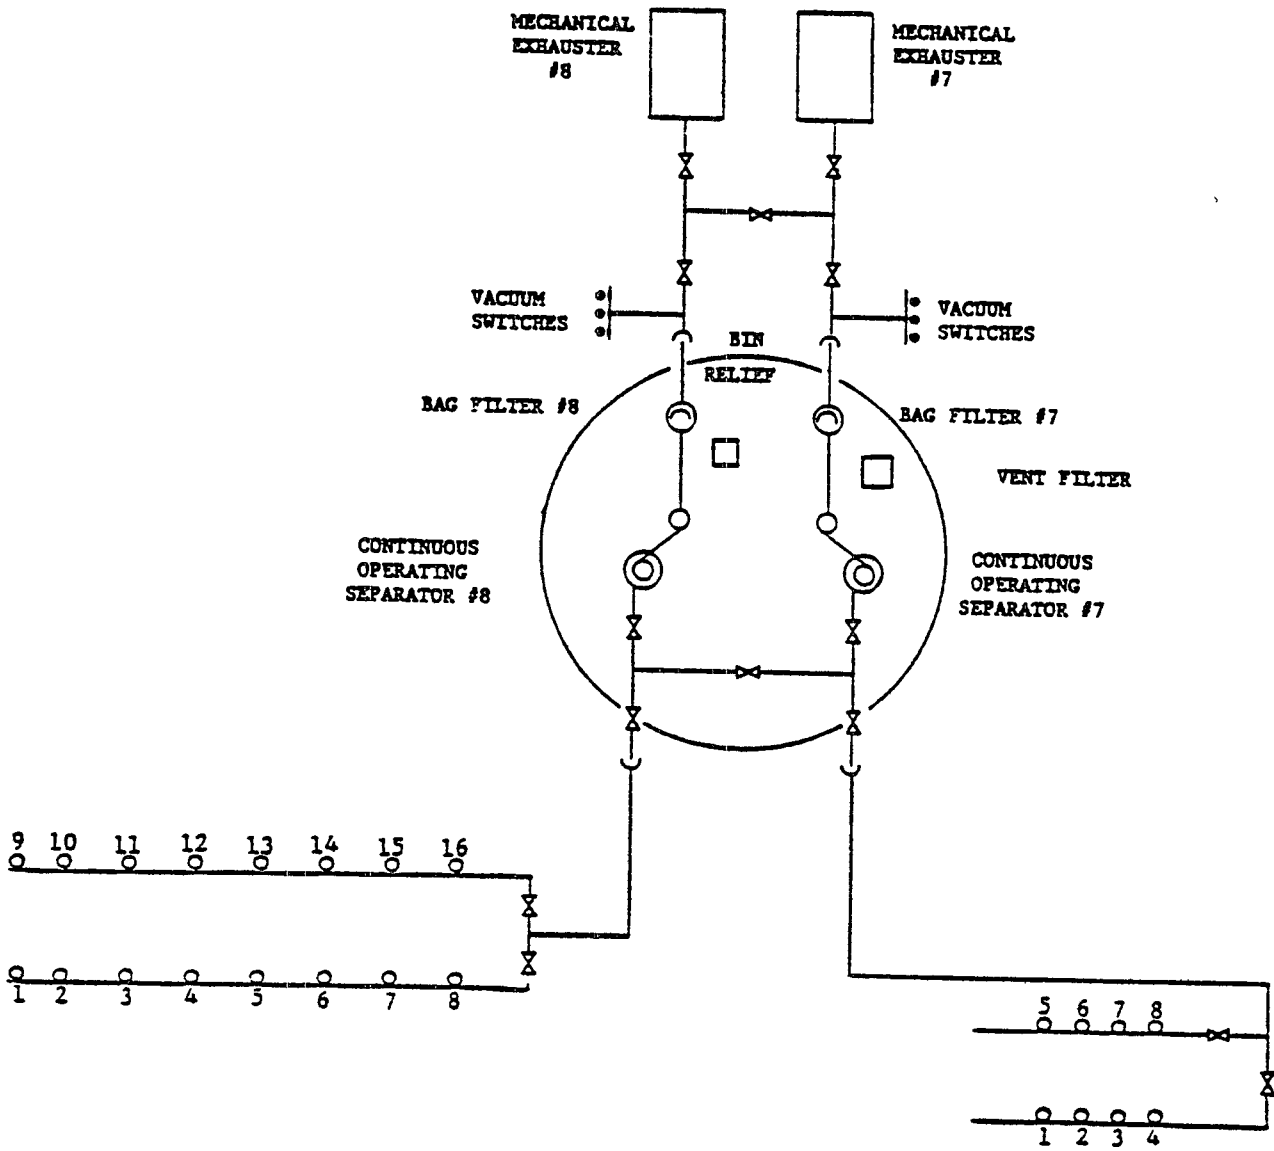 MECHANICAL
EXHAUSTER
#8
MECHANICAL
EXHAUSTER
#7
VACUUM
SWITCHES
VACUUM
SWITCHES
BIN
RELIEF
BAG FILTER #8
BAG FILTER #7
VENT FILTER
CONTINUOUS
OPERATING
SEPARATOR #8
CONTINUOUS
OPERATING
SEPARATOR #7
9 10 11 12 13 14 15 16
1 2 3 4 5 6 7 8
5 6 7 8
1 2 3 4